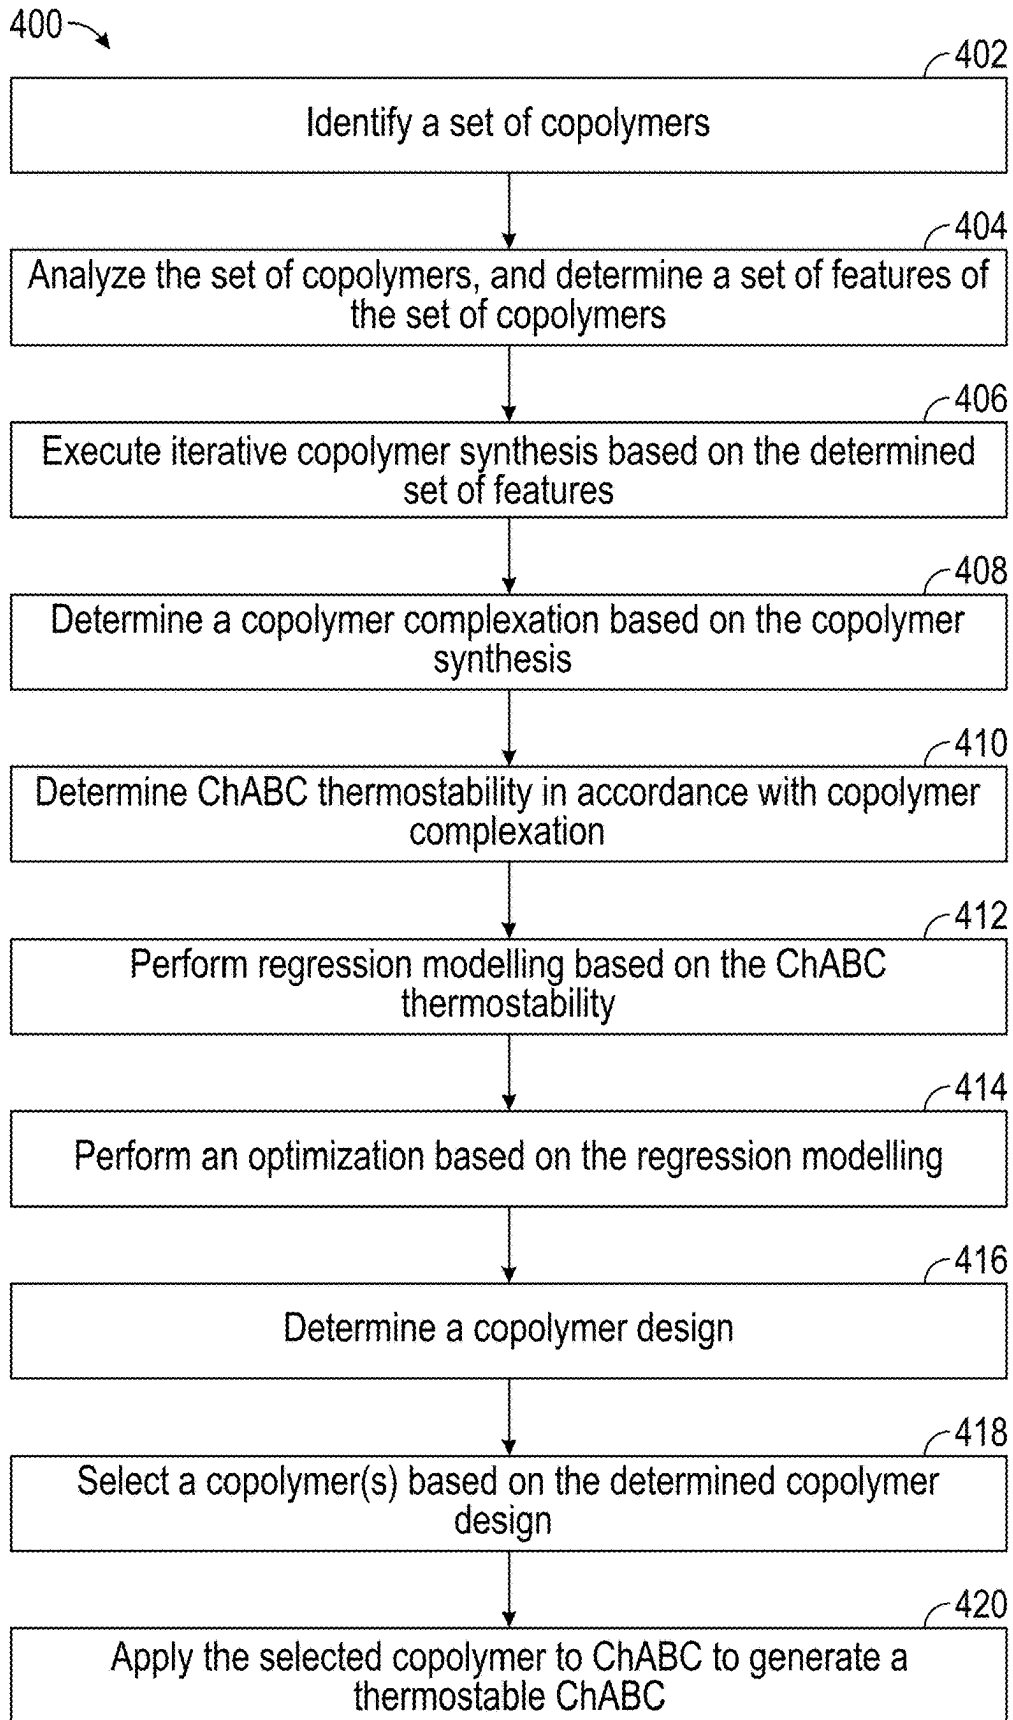 400
402
Identify a set of copolymers
404
Analyze the set of copolymers, and determine a set of features of
the set of copolymers
406
Execute iterative copolymer synthesis based on the determined
set of features
408
Determine a copolymer complexation based on the copolymer
synthesis
410
Determine ChABC thermostability in accordance with copolymer
complexation
412
Perform regression modelling based on the ChABC
thermostability
414
Perform an optimization based on the regression modelling
416
Determine a copolymer design
418
Select a copolymer(s) based on the determined copolymer
design
420
Apply the selected copolymer to ChABC to generate a
thermostable ChABC